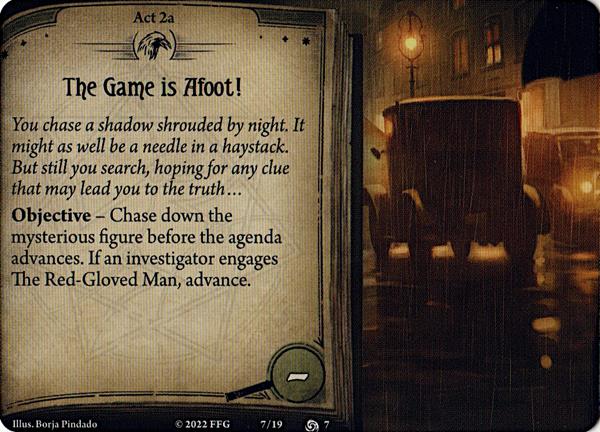 Act 2a
The Game is Afoot!
You chase a shadow shrouded by night. It
might as well be a needle in a haystack.
But still you search, hoping for any clue
that may lead you to the truth…
Objective – Chase down the
mysterious figure before the agenda
advances. If an investigator engages
The Red-Gloved Man, advance.
–
Illus. Borja Pindado © 2022 FFG 7/19 7